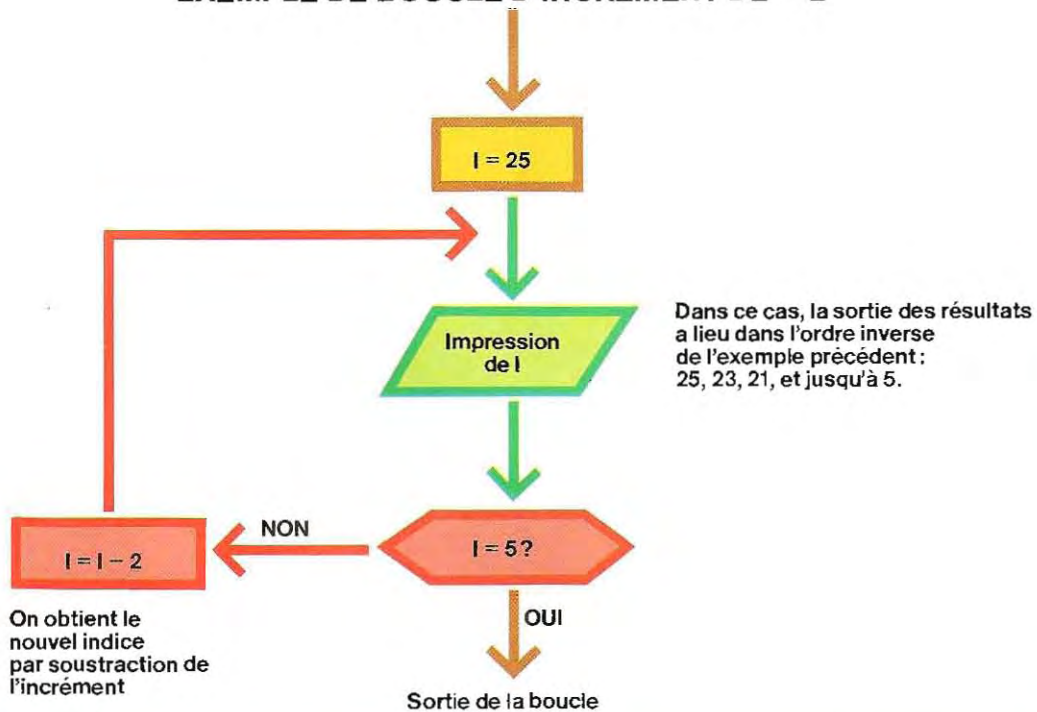 I = 25
Impression
de I
Dans ce cas, la sortie des résultats
a lieu dans l'ordre inverse
de l'exemple précédent :
25, 23, 21, et jusqu'à 5.
NON
I = 5 ?
I = I – 2
OUI
On obtient le
nouvel indice
par soustraction de
l'incrément
Sortie de la boucle